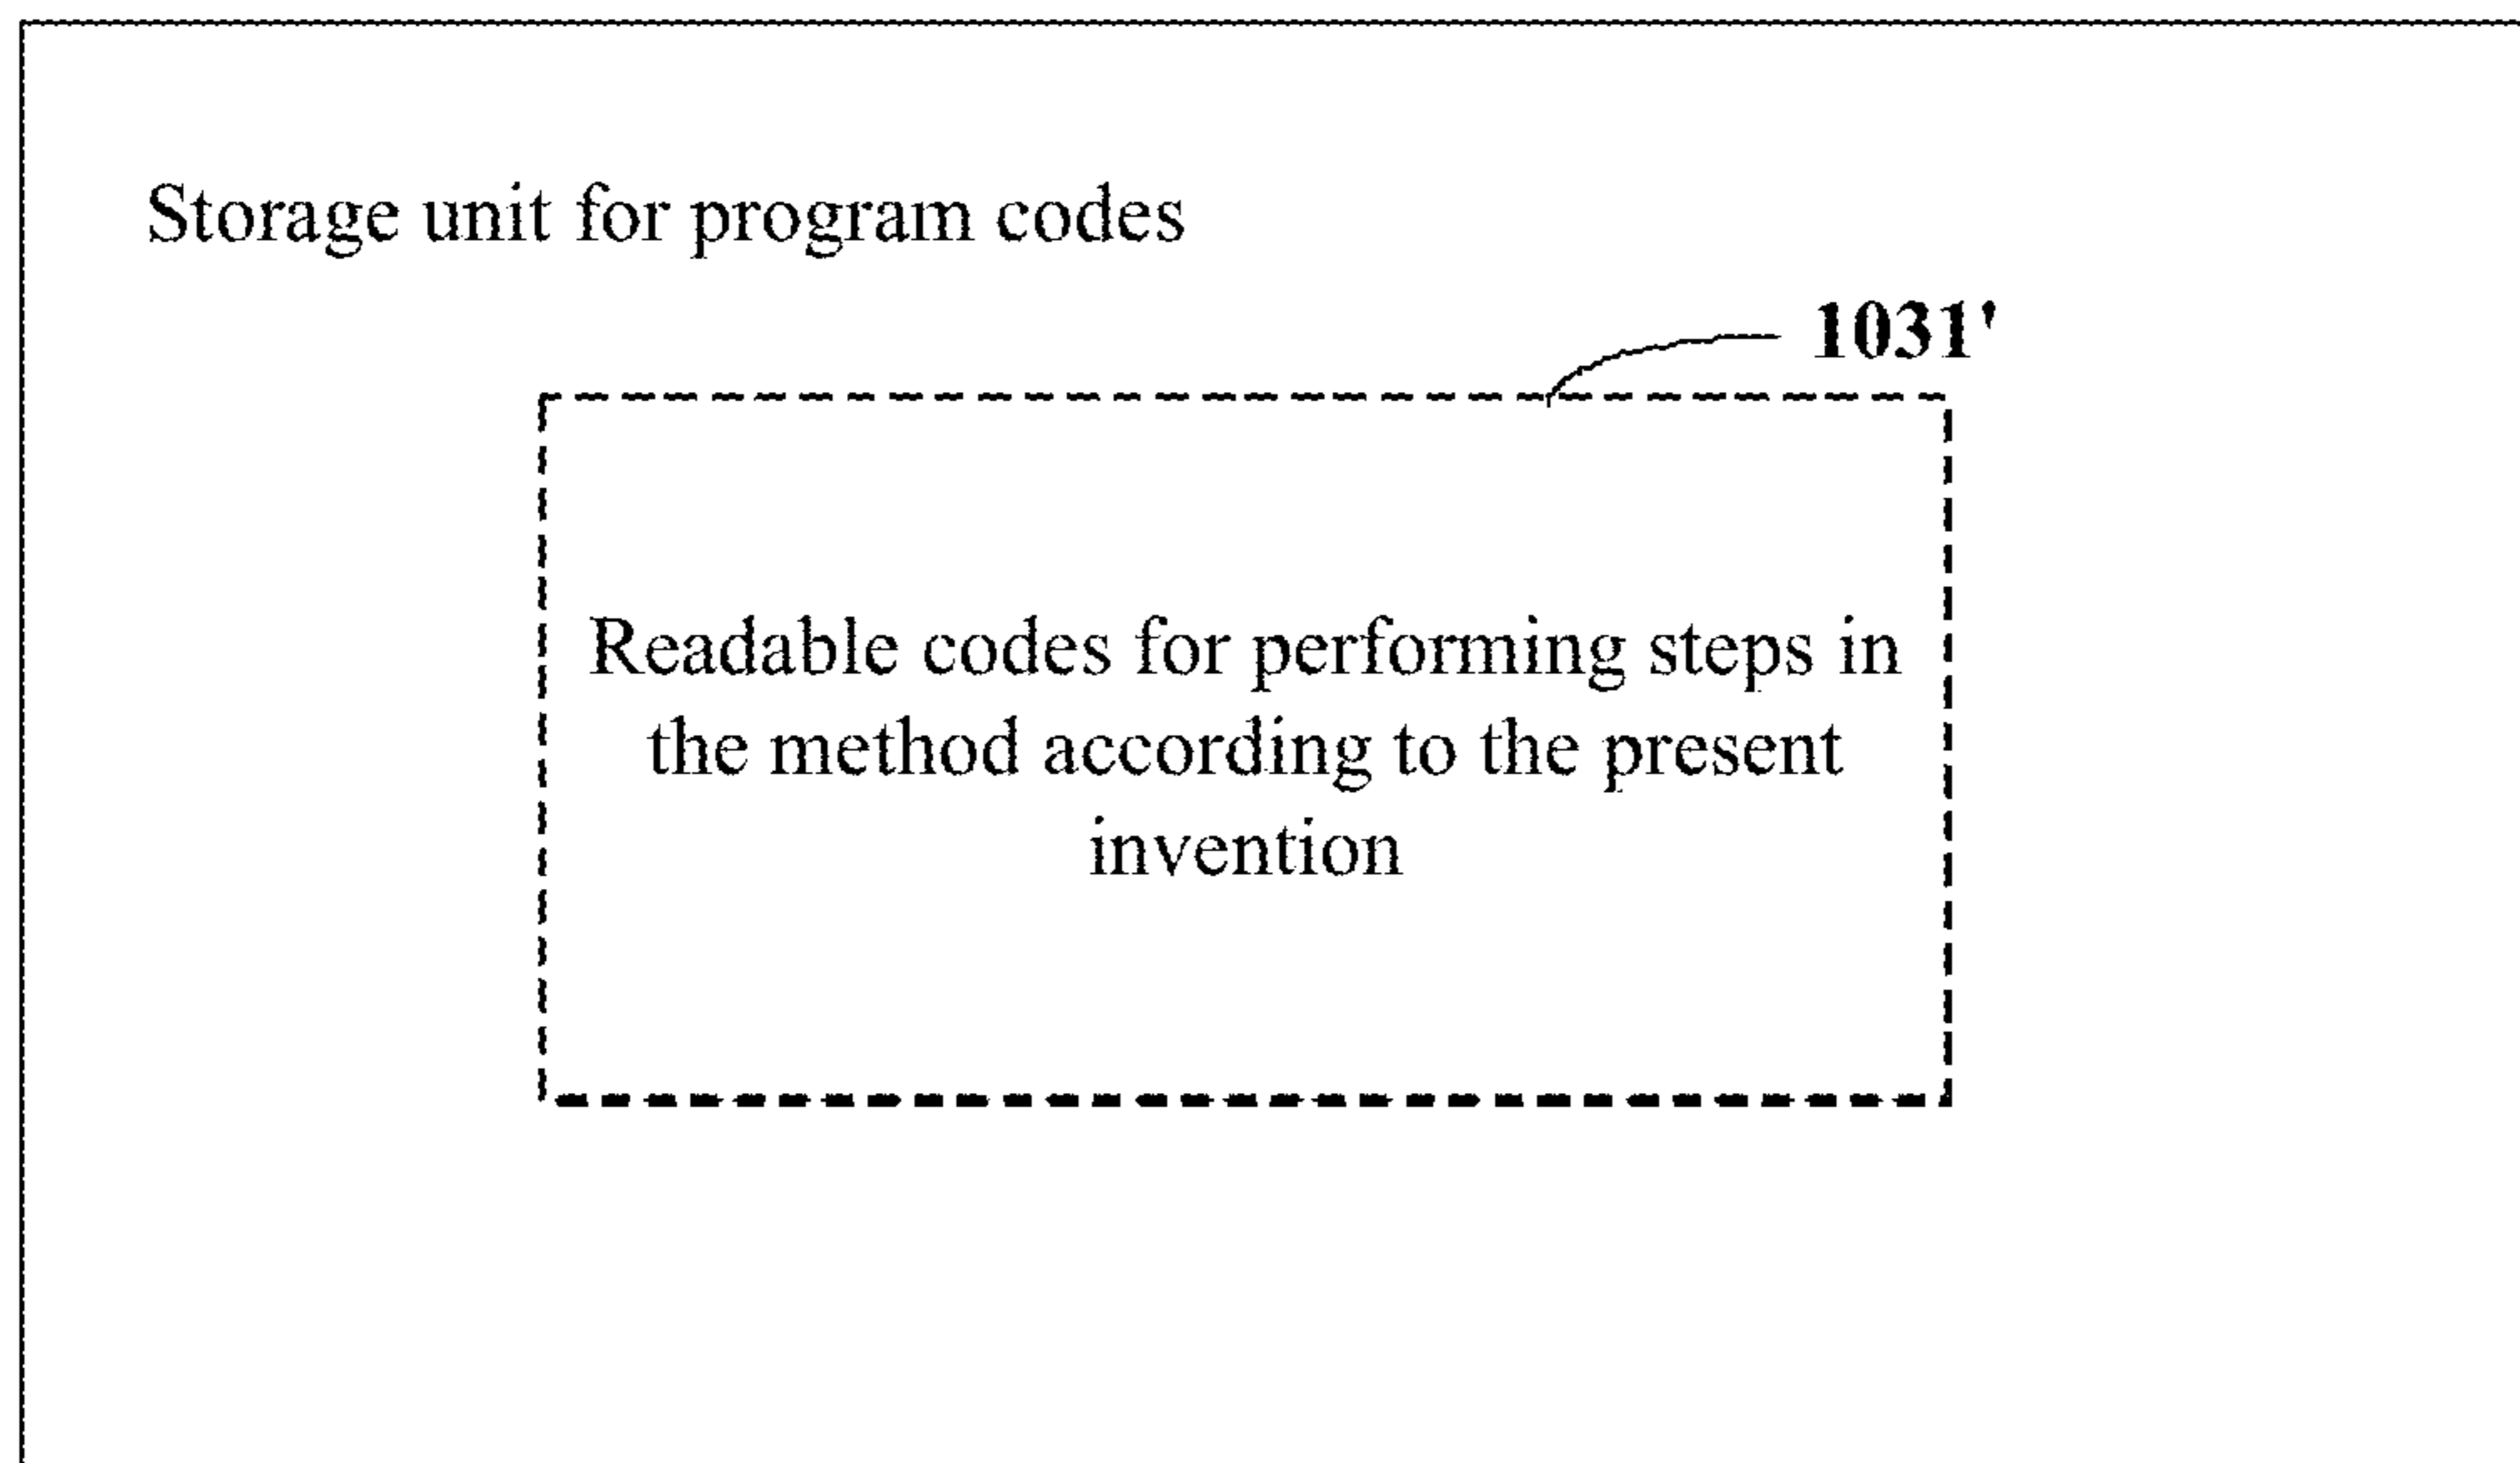 Storage unit for program codes
1031'
Readable codes for performing steps in
the method according to the present
invention